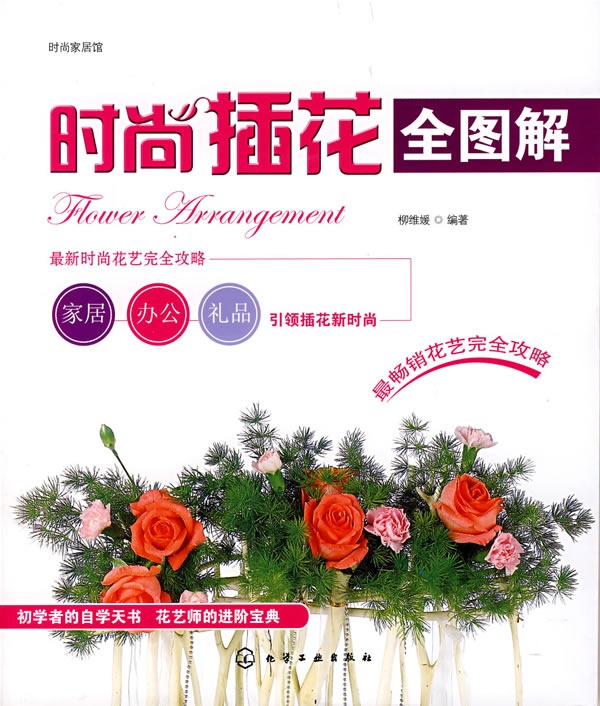 时尚家居馆
时尚插花 全图解
Flower Arrangement
柳维媛 ◎ 编著
最新时尚花艺完全攻略
家居 办公 礼品 引领插花新时尚
最畅销花艺完全攻略
初学者的自学天书 花艺师的进阶宝典
化学工业出版社